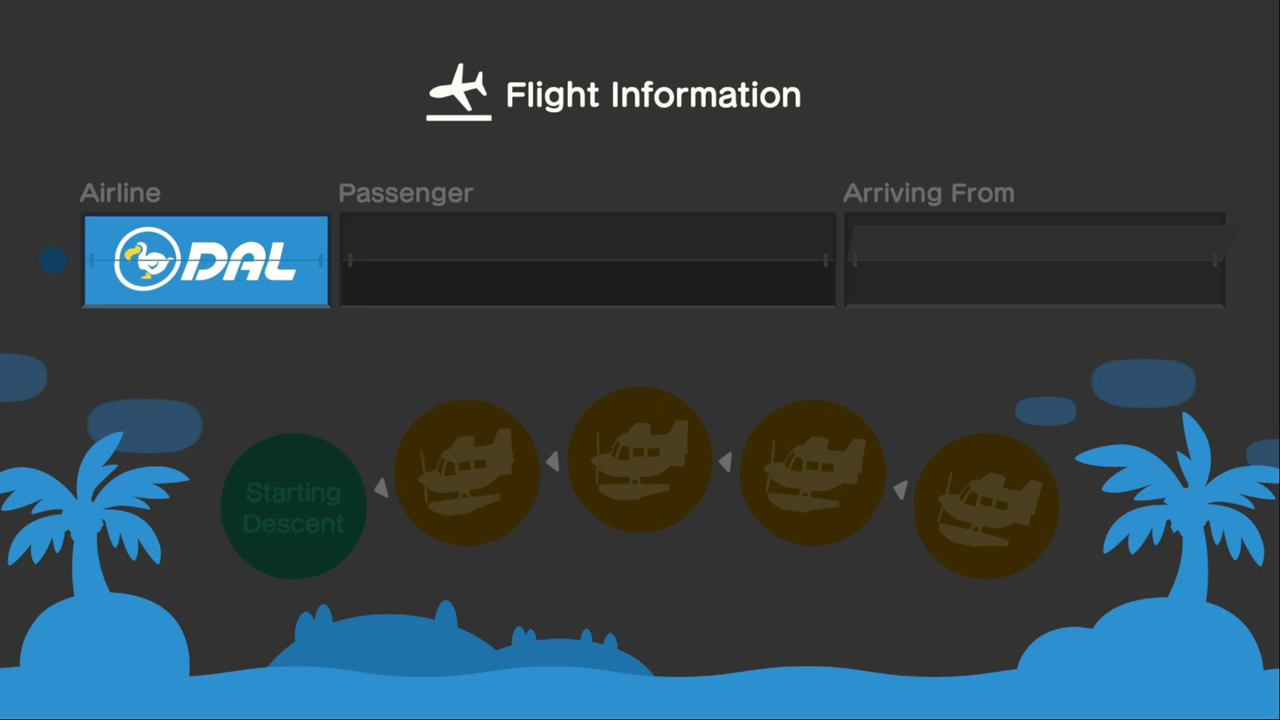 Flight Information
Airline
Passenger
Arriving From
DAL
Starting
Descent